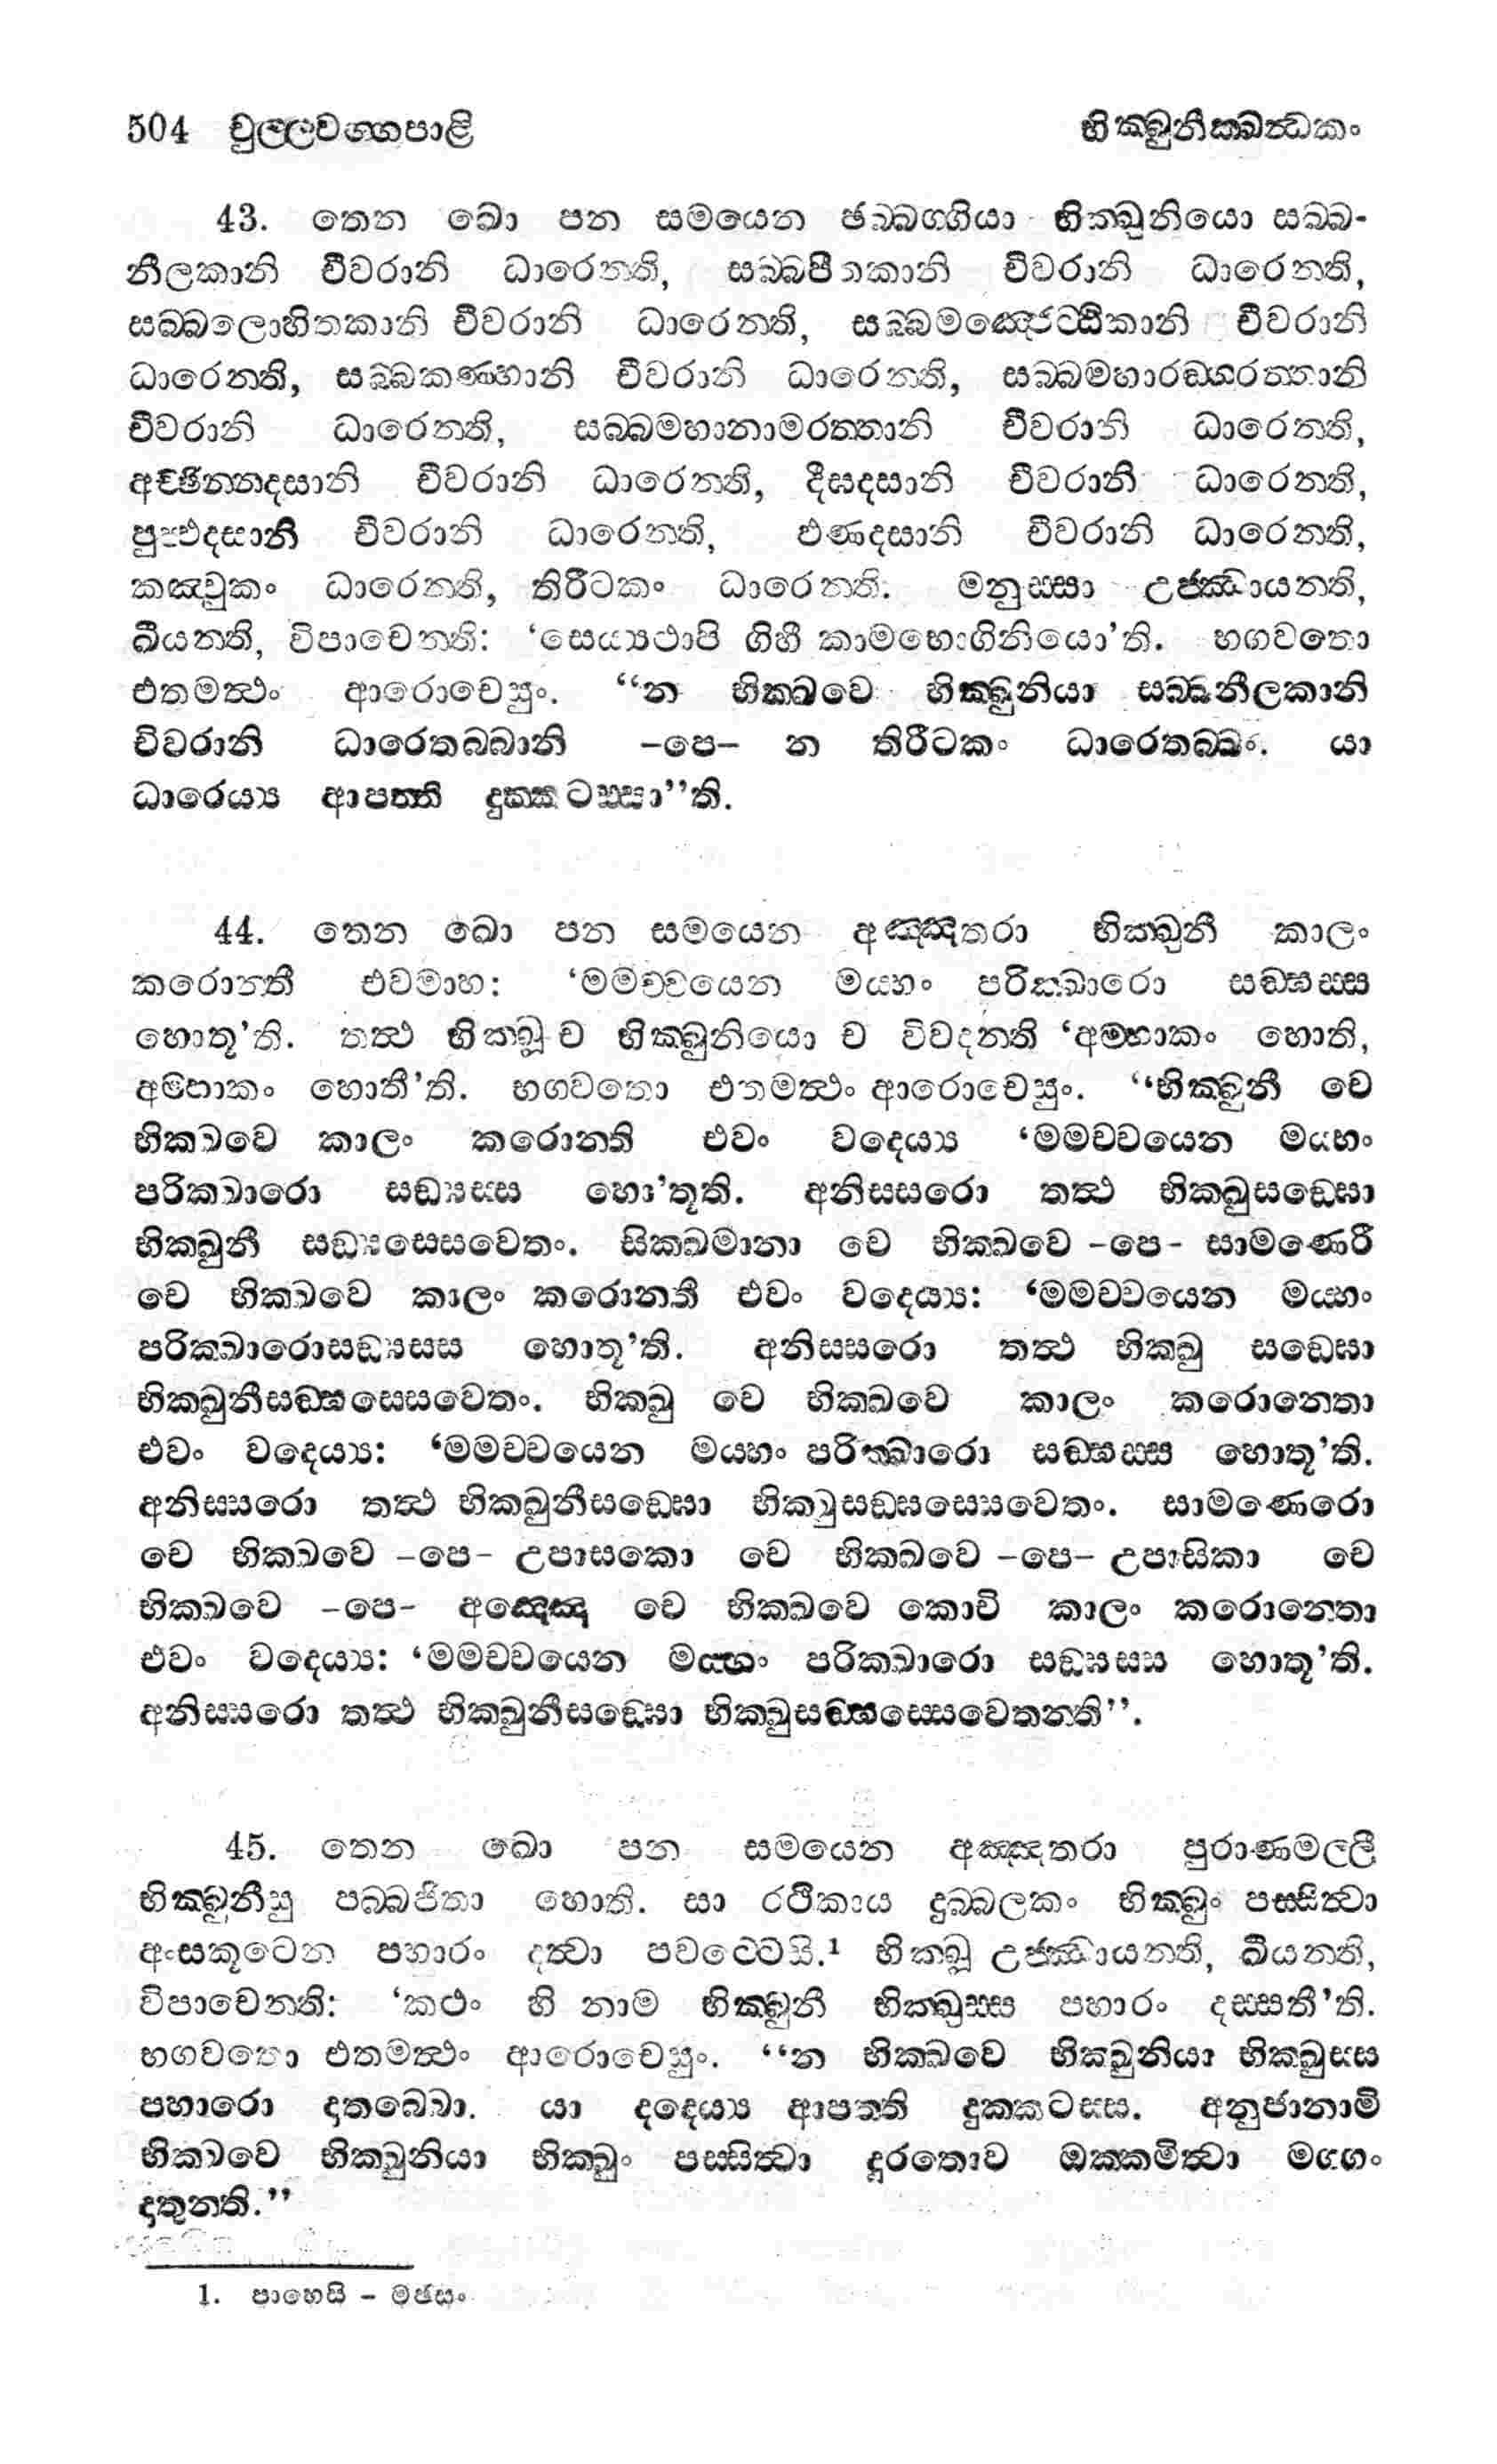 504 චුල්ලවග්ගපාළි භික්ඛුනීක්ඛන්ධකං
43. තෙන ඛො පන සමයෙන ඡබ්බග්ගියා භික්ඛුනියො සබ්බ-
නීලකානි චීවරානි ධාරෙන්ති, සබ්බපීතකානි චීවරානි ධාරෙන්ති,
සබ්බලොහිතකානි චීවරානි ධාරෙන්ති, සබ්බමඤ්ජෙට්ඨිකානි චීවරානි
ධාරෙන්ති, සබ්බකණ්හානි චීවරානි ධාරෙන්ති, සබ්බමහාරඞ්ගරත්තානි
චීවරානි ධාරෙන්ති, සබ්බමහානාමරත්තානි චීවරානි ධාරෙන්ති,
අච්ඡින්නදසානි චීවරානි ධාරෙන්ති, දීඝදසානි චීවරානි ධාරෙන්ති,
පුප්ඵදසානි චීවරානි ධාරෙන්ති, ඵණදසානි චීවරානි ධාරෙන්ති,
කඤ්චුකං ධාරෙන්ති, තිරීටකං ධාරෙන්ති. මනුස්සා උජ්ඣායන්ති,
ඛීයන්ති, විපාචෙන්ති: ‘සෙය්‍යථාපි ගිහී කාමභොගිනියො’ති. භගවතො
එතමත්ථං ආරොචෙසුං. “න භික්ඛවෙ භික්ඛුනියා සබ්බනීලකානි
චිවරානි ධාරෙතබ්බානි –පෙ– න තිරීටකං ධාරෙතබ්බං. යා
ධාරෙය්‍ය ආපත්ති දුක්කටස්සා”ති.
44. තෙන ඛො පන සමයෙන අඤ්ඤතරා භික්ඛුනී කාලං
කරොන්තී එවමාහ: ‘මමච්චයෙන මය්හං පරික්ඛාරො සඞ්ඝස්ස
හොතූ’ති. තත්ථ භික්ඛූ ච භික්ඛුනියො ච විවදන්ති ‘අම්හාකං හොති,
අම්හාකං හොතී’ති. භගවතො එතමත්ථං ආරොචෙසුං. “භික්ඛුනී චෙ
භික්ඛවෙ කාලං කරොන්ති එවං වදෙය්‍ය ‘මමච්චයෙන මය්හං
පරික්ඛාරො සඞ්ඝස්ස හො’තූති. අනිස්සරො තත්ථ භික්ඛුසඞ්ඝො
භික්ඛුනී සඞ්ඝස්සෙවෙතං. සික්ඛමානා චෙ භික්ඛවෙ –පෙ– සාමණෙරී
චෙ භික්ඛවෙ කාලං කරොන්තී එවං වදෙය්‍ය: ‘මමච්චයෙන මය්හං
පරික්ඛාරොසඞ්ඝස්ස හොතූ’ති. අනිස්සරො තත්ථ භික්ඛු සඞ්ඝො
භික්ඛුනීසඞ්ඝස්සෙවෙතං. භික්ඛු චෙ භික්ඛවෙ කාලං කරොන්තො
එවං වදෙය්‍ය: ‘මමච්චයෙන මය්හං පරික්ඛාරො සඞ්ඝස්ස හොතූ’ති.
අනිස්සරො තත්ථ භික්ඛුනීසඞ්ඝො භික්ඛුසඞ්ඝස්සෙවෙතං. සාමණෙරො
චෙ භික්ඛවෙ –පෙ– උපාසකො චෙ භික්ඛවෙ –පෙ– උපාසිකා චෙ
භික්ඛවෙ –පෙ– අඤ්ඤෙ චෙ භික්ඛවෙ කොචි කාලං කරොන්තො
එවං වදෙය්‍ය: ‘මමච්චයෙන මය්හං පරික්ඛාරො සඞ්ඝස්ස හොතූ’ති.
අනිස්සරො තත්ථ භික්ඛුනීසඞ්ඝො භික්ඛුසඞ්ඝස්සෙවෙතන්ති”.
45. තෙන ඛො පන සමයෙන අඤ්ඤතරා පුරාණමල්ලී
භික්ඛුනීසු පබ්බජිතා හොති. සා රථිකාය දුබ්බලකං භික්ඛුං පස්සිත්වා
අංසකූටෙන පහාරං දත්වා පවට්ටෙසි.¹ භික්ඛූ උජ්ඣායන්ති, ඛීයන්ති,
විපාචෙන්ති: ‘කථං හි නාම භික්ඛුනී භික්ඛුස්ස පහාරං දස්සතී’ති.
භගවතො එතමත්ථං ආරොචෙසුං. “න භික්ඛවෙ භික්ඛුනියා භික්ඛුස්ස
පහාරො දාතබ්බො. යා දදෙය්‍ය ආපත්ති දුක්කටස්ස. අනුජානාමි
භික්ඛවෙ භික්ඛුනියා භික්ඛුං පස්සිත්වා දූරතොව ඔක්කමිත්වා මග්ගං
දාතුන්ති.”
1. පාහෙසි – මඡසං